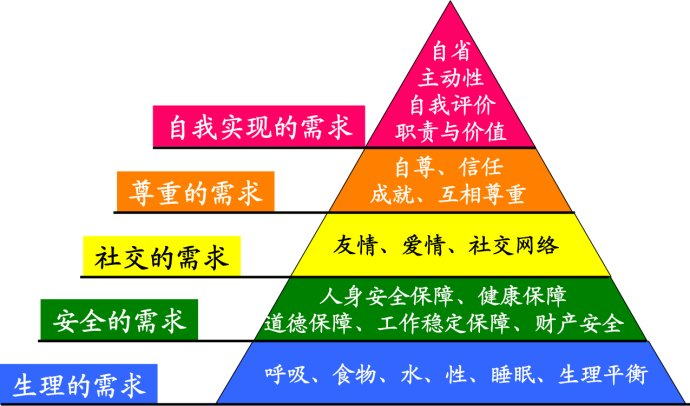 自省
主动性
自我评价
职责与价值
自我实现的需求
自尊、信任
成就、互相尊重
尊重的需求
友情、爱情、社交网络
社交的需求
人身安全保障、健康保障
道德保障、工作稳定保障、财产安全
安全的需求
呼吸、食物、水、性、睡眠、生理平衡
生理的需求